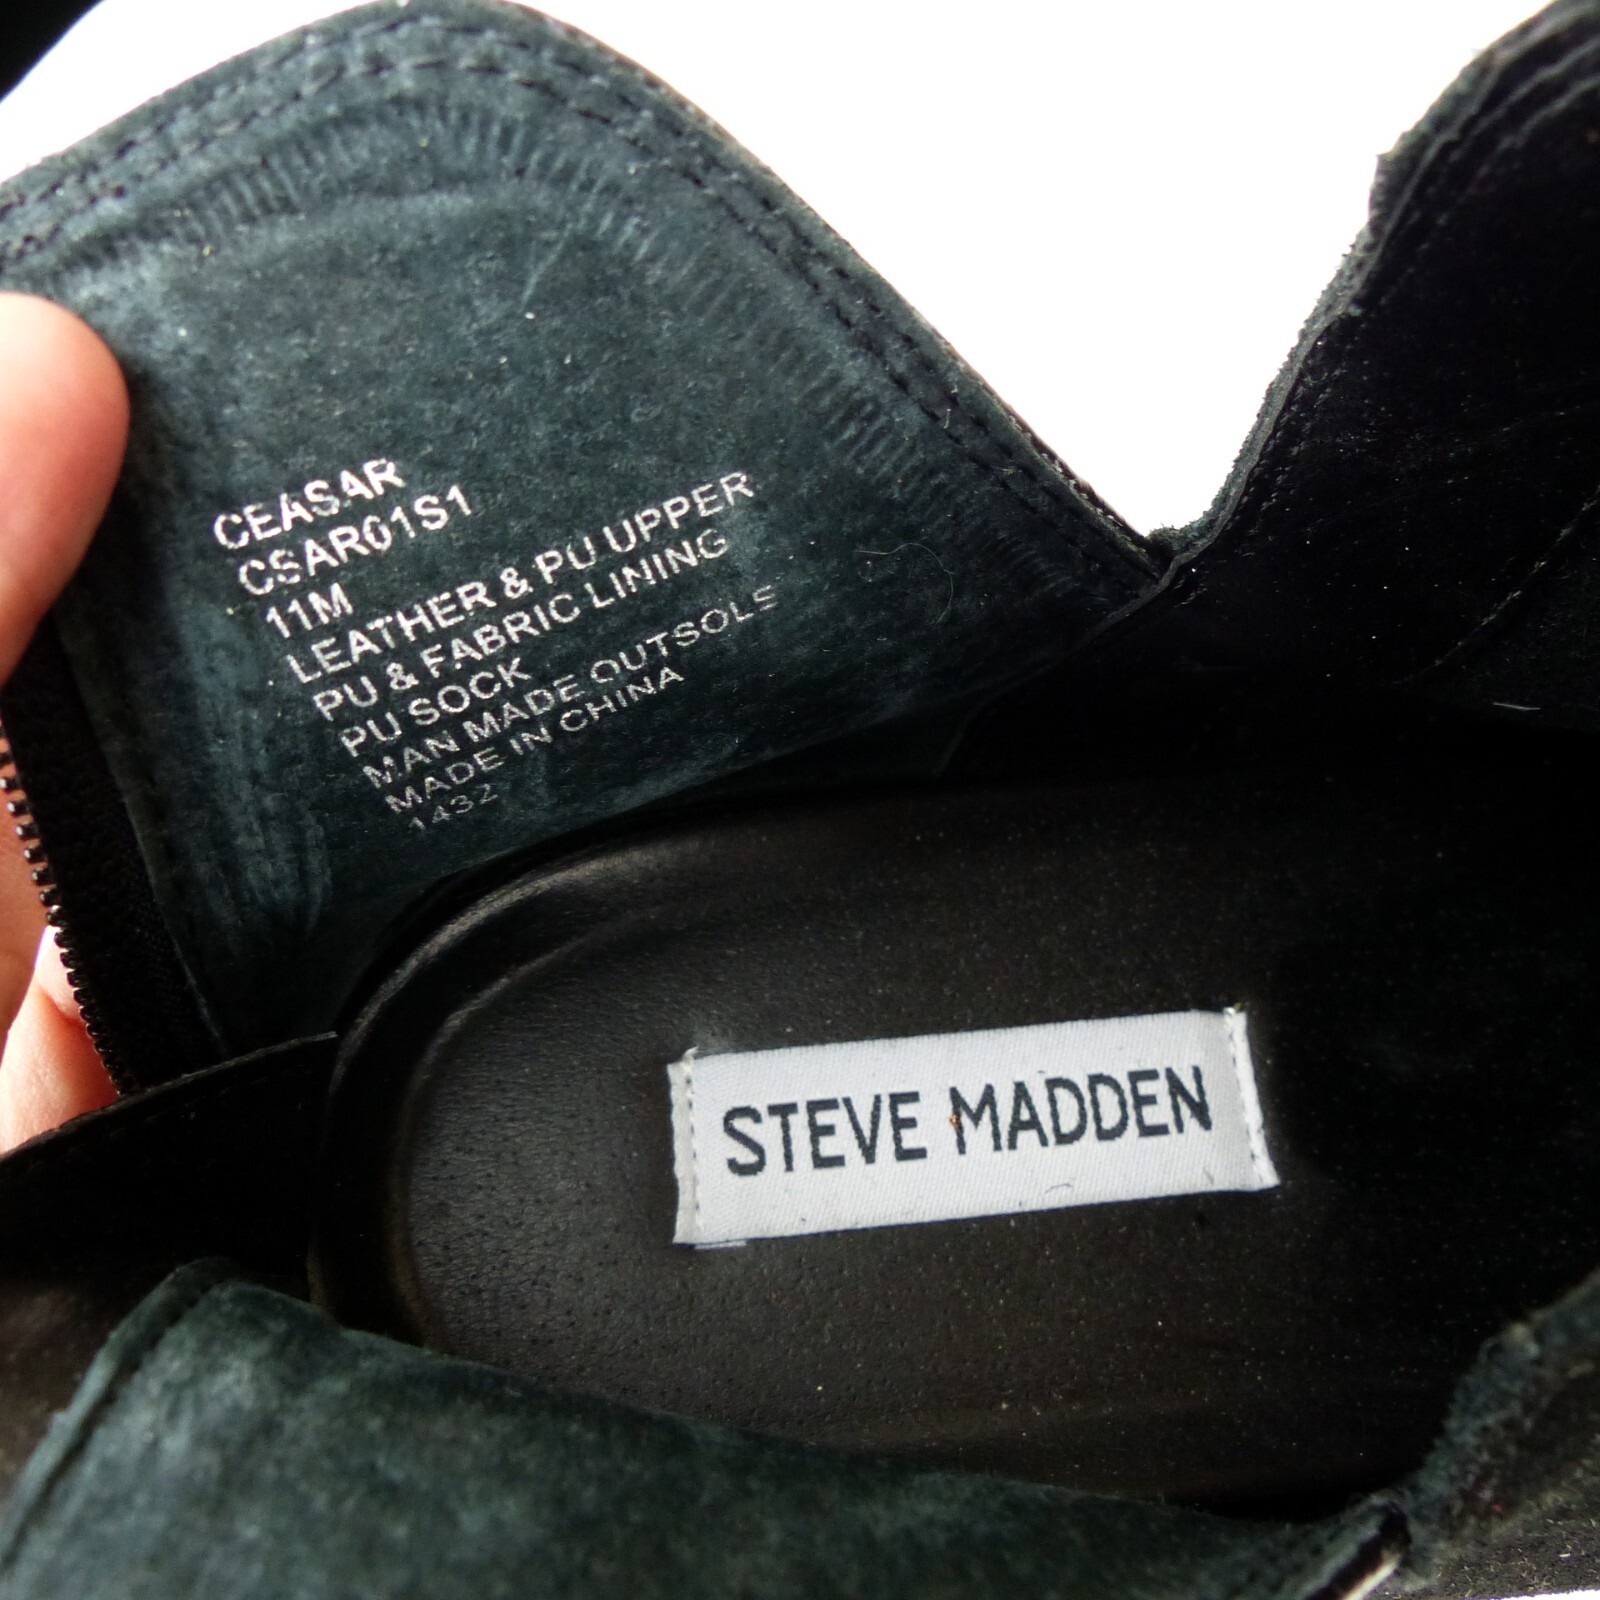 CEASAR
CSAR01S1
11M
LEATHER & PU UPPER
PU & FABRIC LINING
PU SOCK
MAN MADE OUTSOLE
MADE IN CHINA
1432
STEVE MADDEN